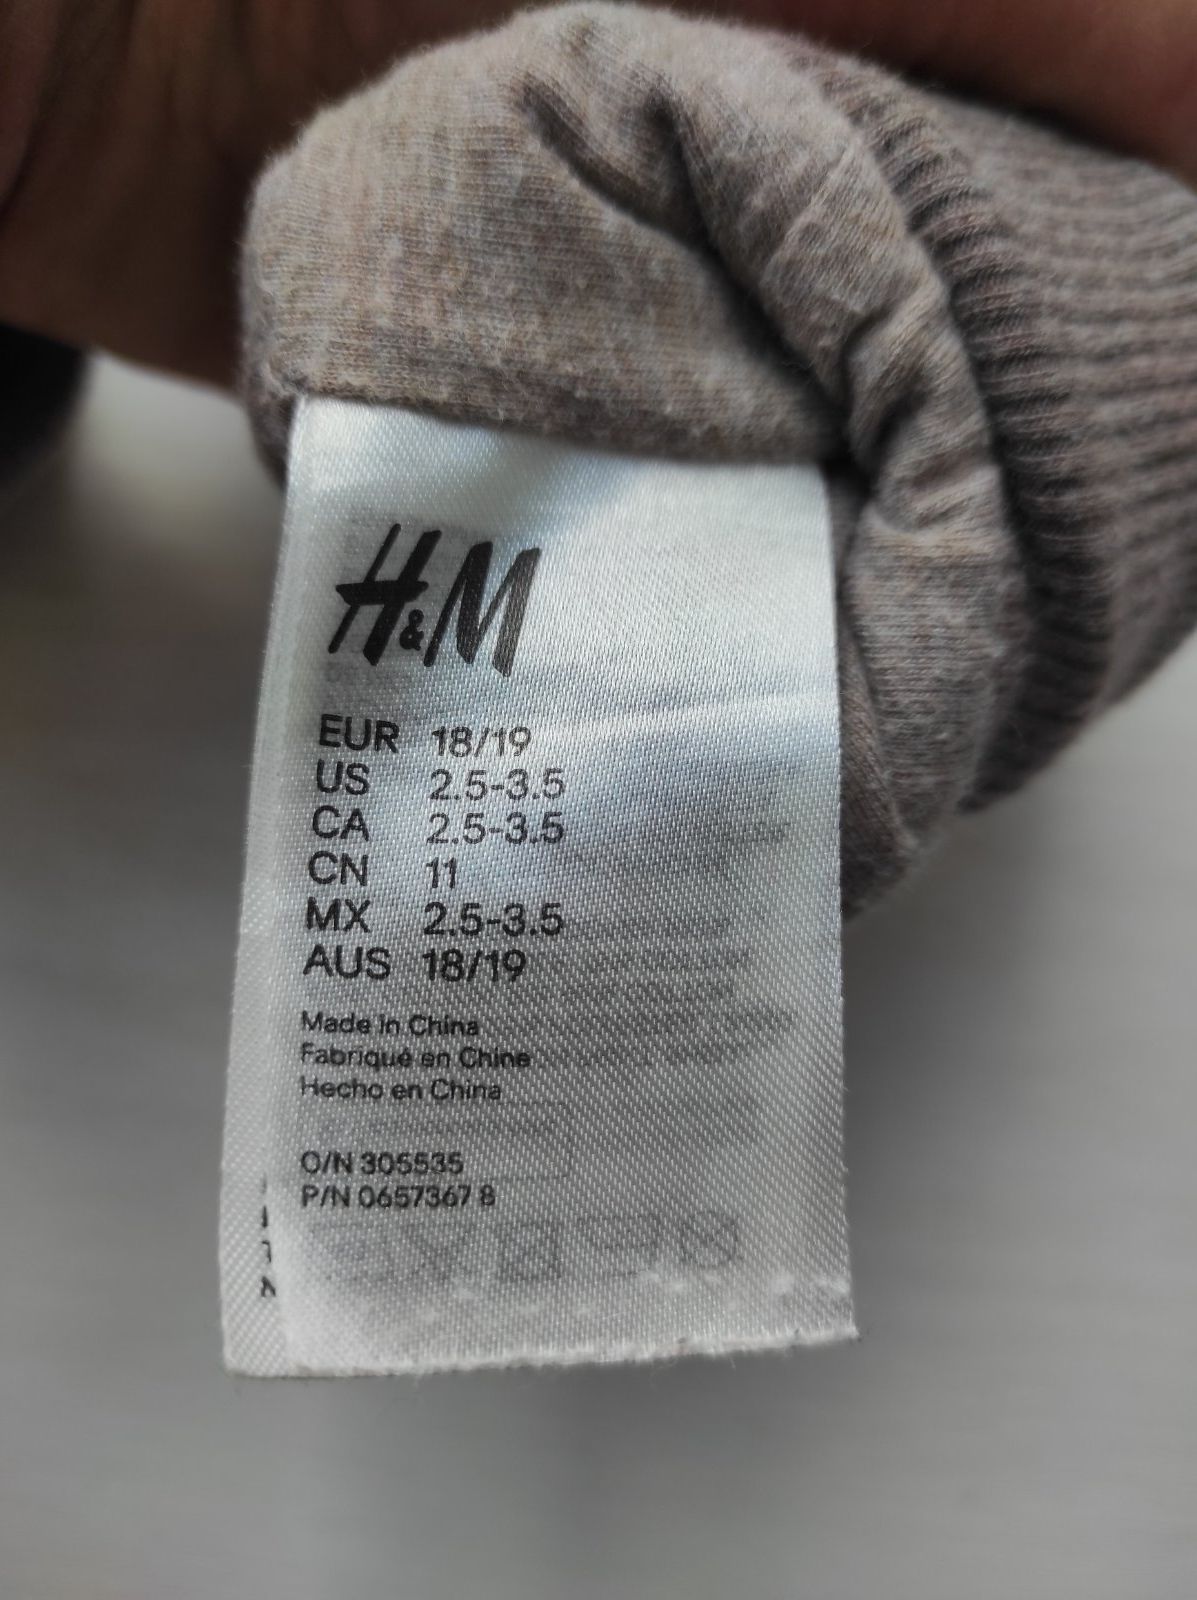 H&M
EUR 18/19
US 2.5-3.5
CA 2.5-3.5
CN 11
MX 2.5-3.5
AUS 18/19
Made in China
Fabriqué en Chine
Hecho en China
O/N 305535
P/N 0657367 8